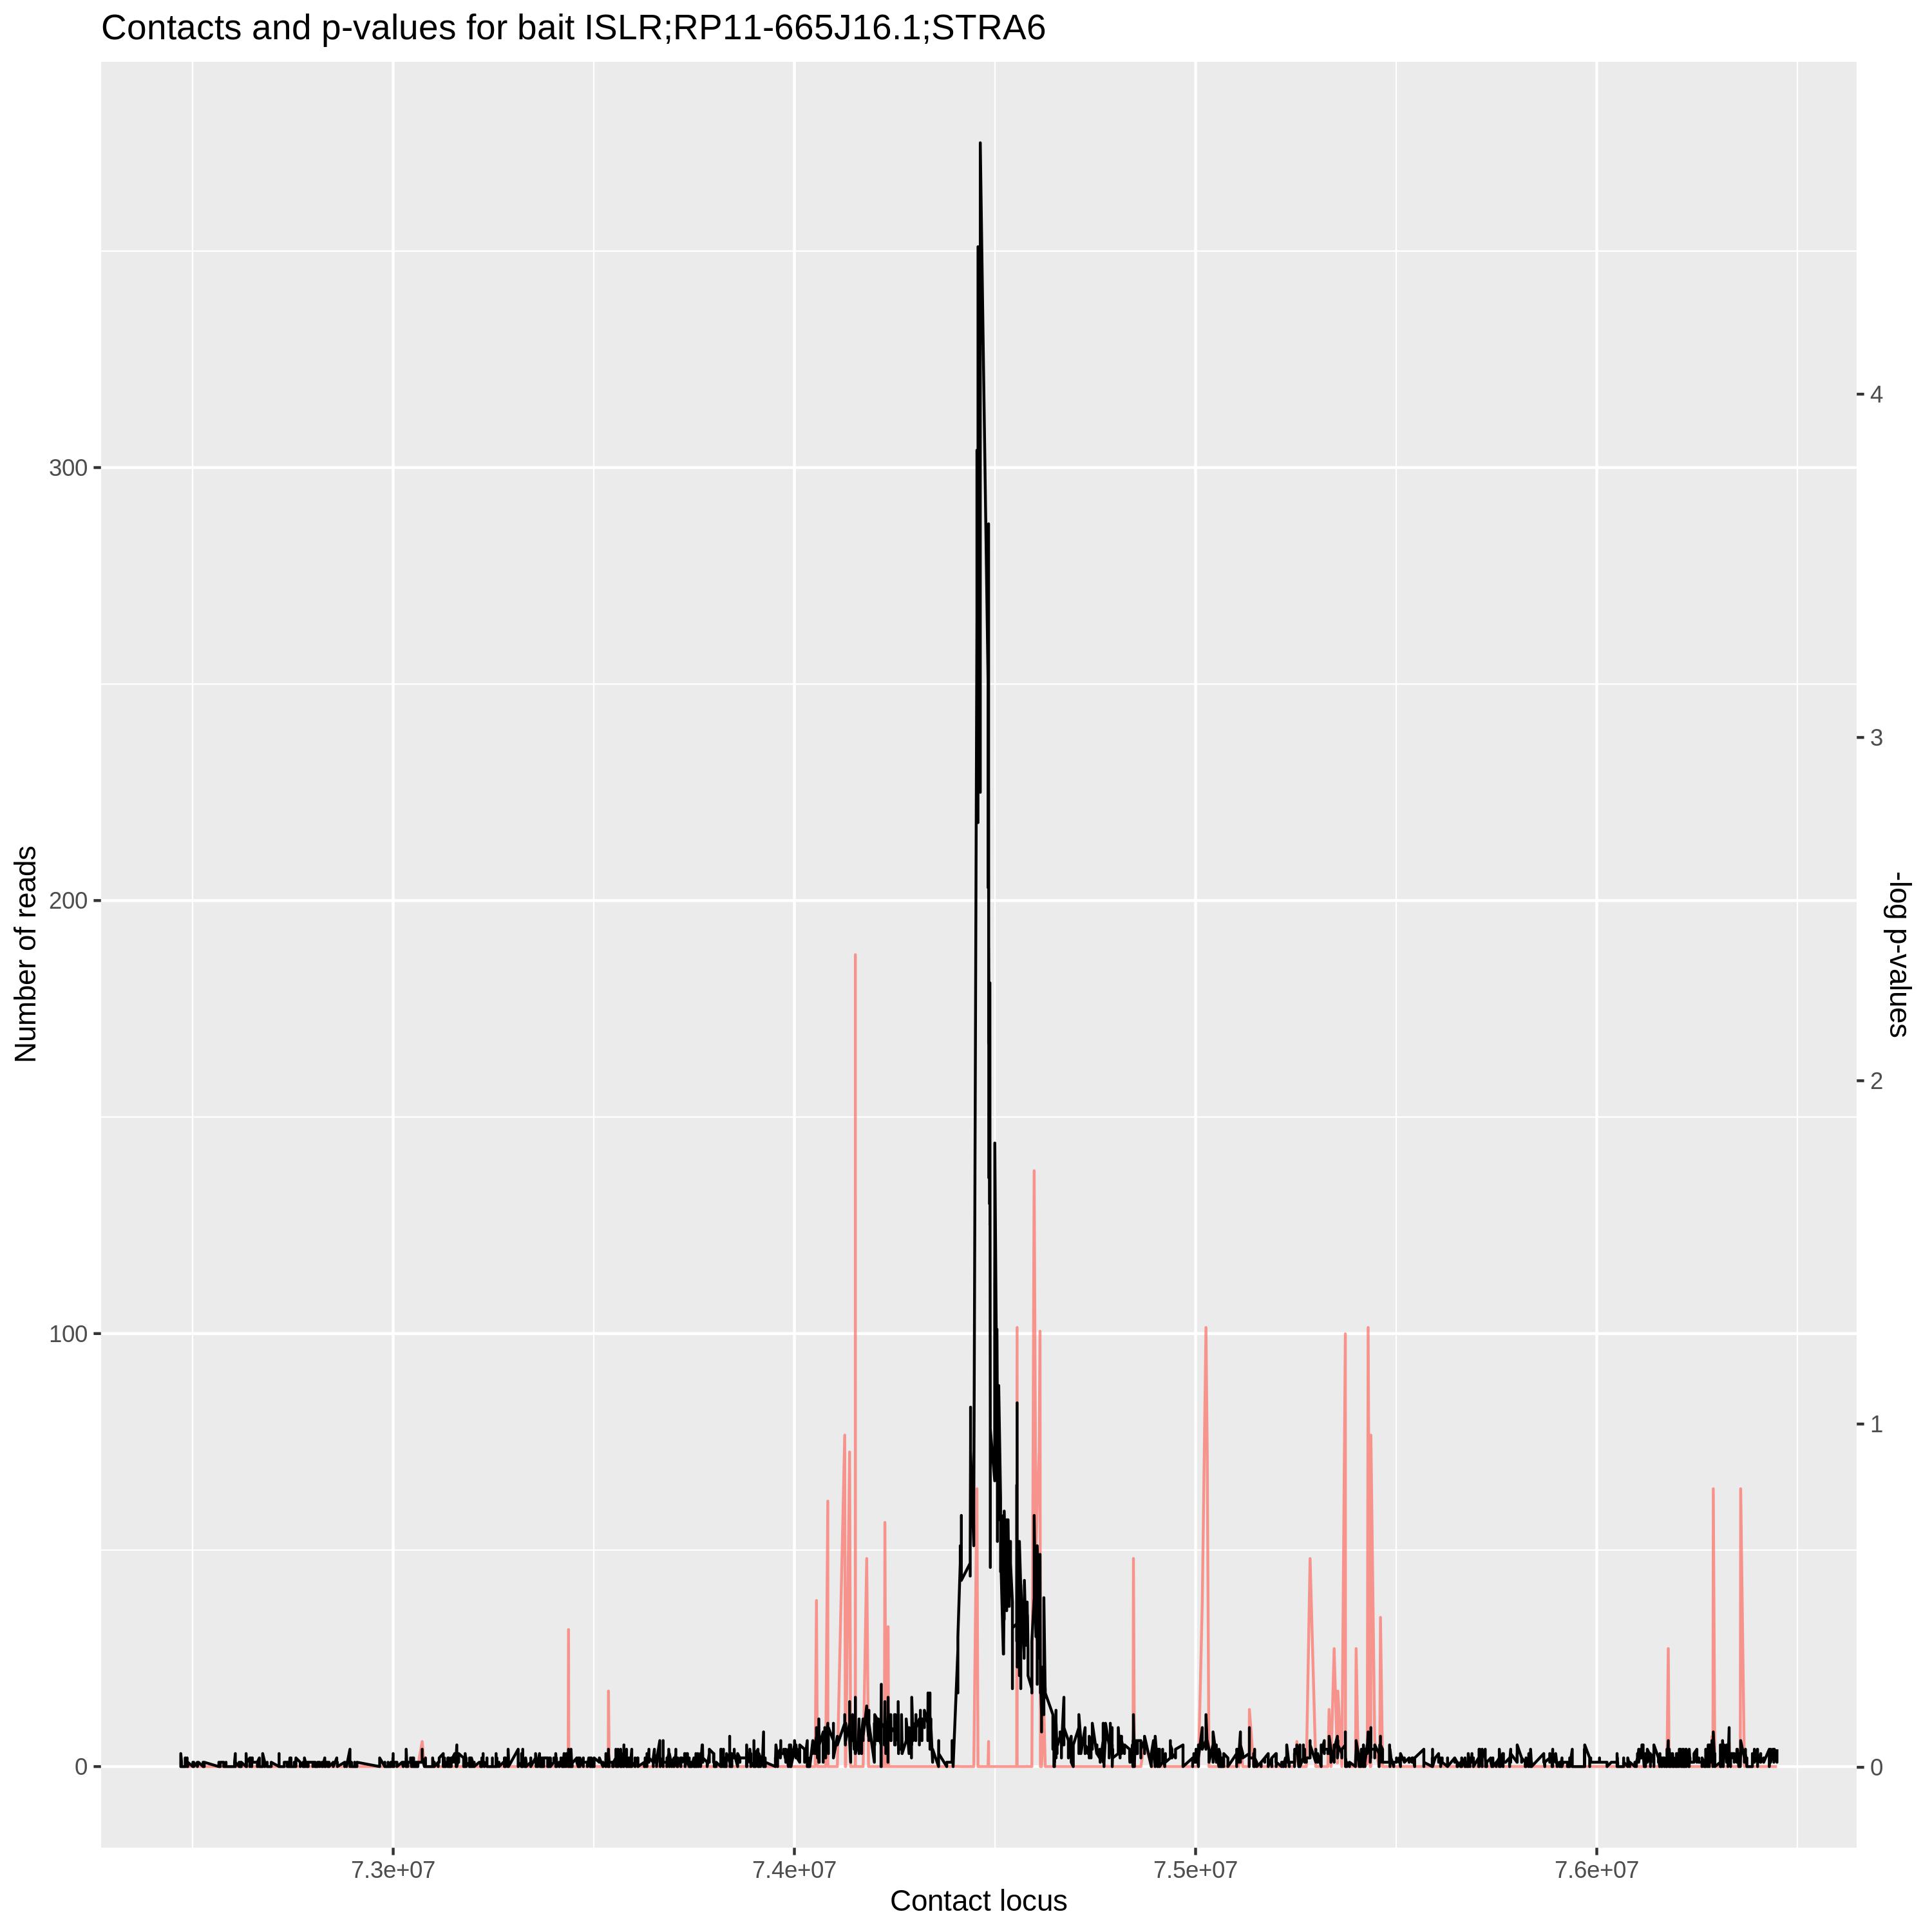 Contacts and p-values for bait ISLR;RP11-665J16.1;STRA6
Number of reads
300
200
100
0
4
3
2
1
0
-log p-values
7.3e+07
7.4e+07
7.5e+07
7.6e+07
Contact locus